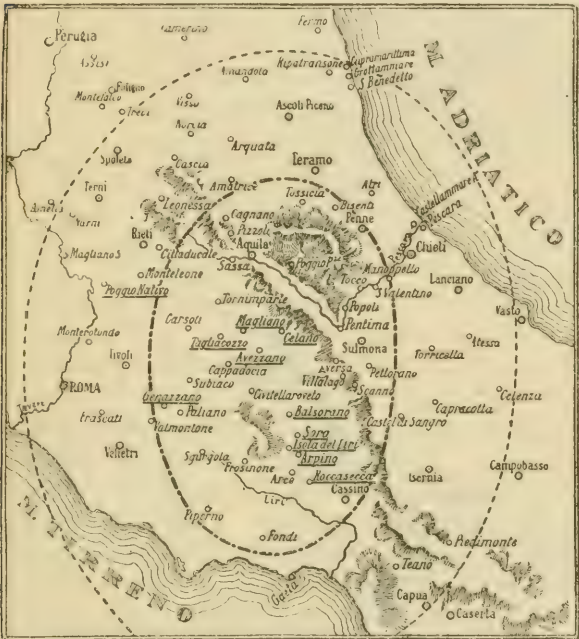 Fermo
Perugia
M. ADRIATICO
Assisi
Amandola
Ripatransone
Cupramarittima
Grottammare
S. Benedetto
Foligno
Montefalco
Trevi
Visso
Ascoli Piceno
Norcia
Arquata
Spoleto
Cascia
Teramo
Terni
Amatrice
Tossicia
Atri
Leonessa
Bisenti
Penne
Castellammare
Pescara
Narni
Cagnano
Pizzoli
Rieti
Aquila
Chieti
Magliano S
Cittaducale
Sassa
Poggio P
Manoppello
Tocco
Monteleone
S. Valentino
Lanciano
Poggio Nativo
Tornimparte
Popoli
Vasto
Carsoli
Magliano
Pentima
Celano
Atessa
Monterotondo
Tagliacozzo
Sulmona
Torricella
Avezzano
Tivoli
Cappadocia
Aversa
Pettorano
ROMA
Subiaco
Villalago
Scanno
Civitellaroveto
Celenza
Genazzano
Capracotta
Frascati
Paliano
Balsorano
Castel di Sangro
Valmontone
Sora
Isola del Liri
Velletri
Sgurgola
Arpino
Frosinone
Arce
Roccasecca
Isernia
Campobasso
Cassino
Liri
M. TIRRENO
Piperno
Fondi
Piedimonte
Teano
Gaeta
Capua
Caserta